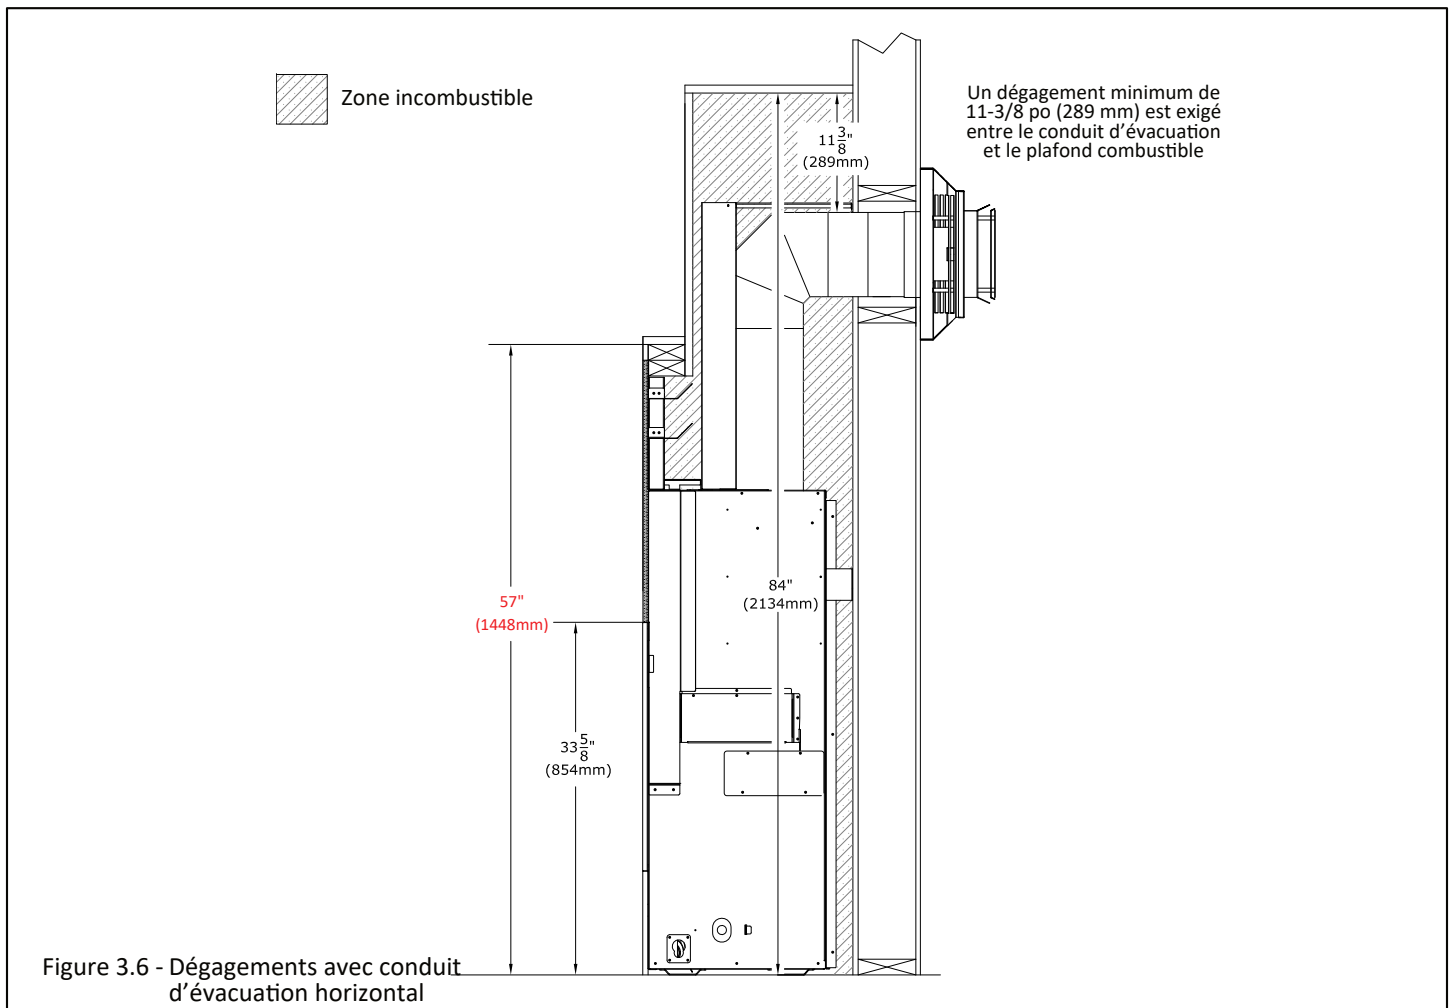 Zone incombustible
Un dégagement minimum de
11-3/8 po (289 mm) est exigé
entre le conduit d'évacuation
et le plafond combustible
11 3/8"
(289mm)
57"
(1448mm)
84"
(2134mm)
33 5/8"
(854mm)
Figure 3.6 - Dégagements avec conduit
d'évacuation horizontal